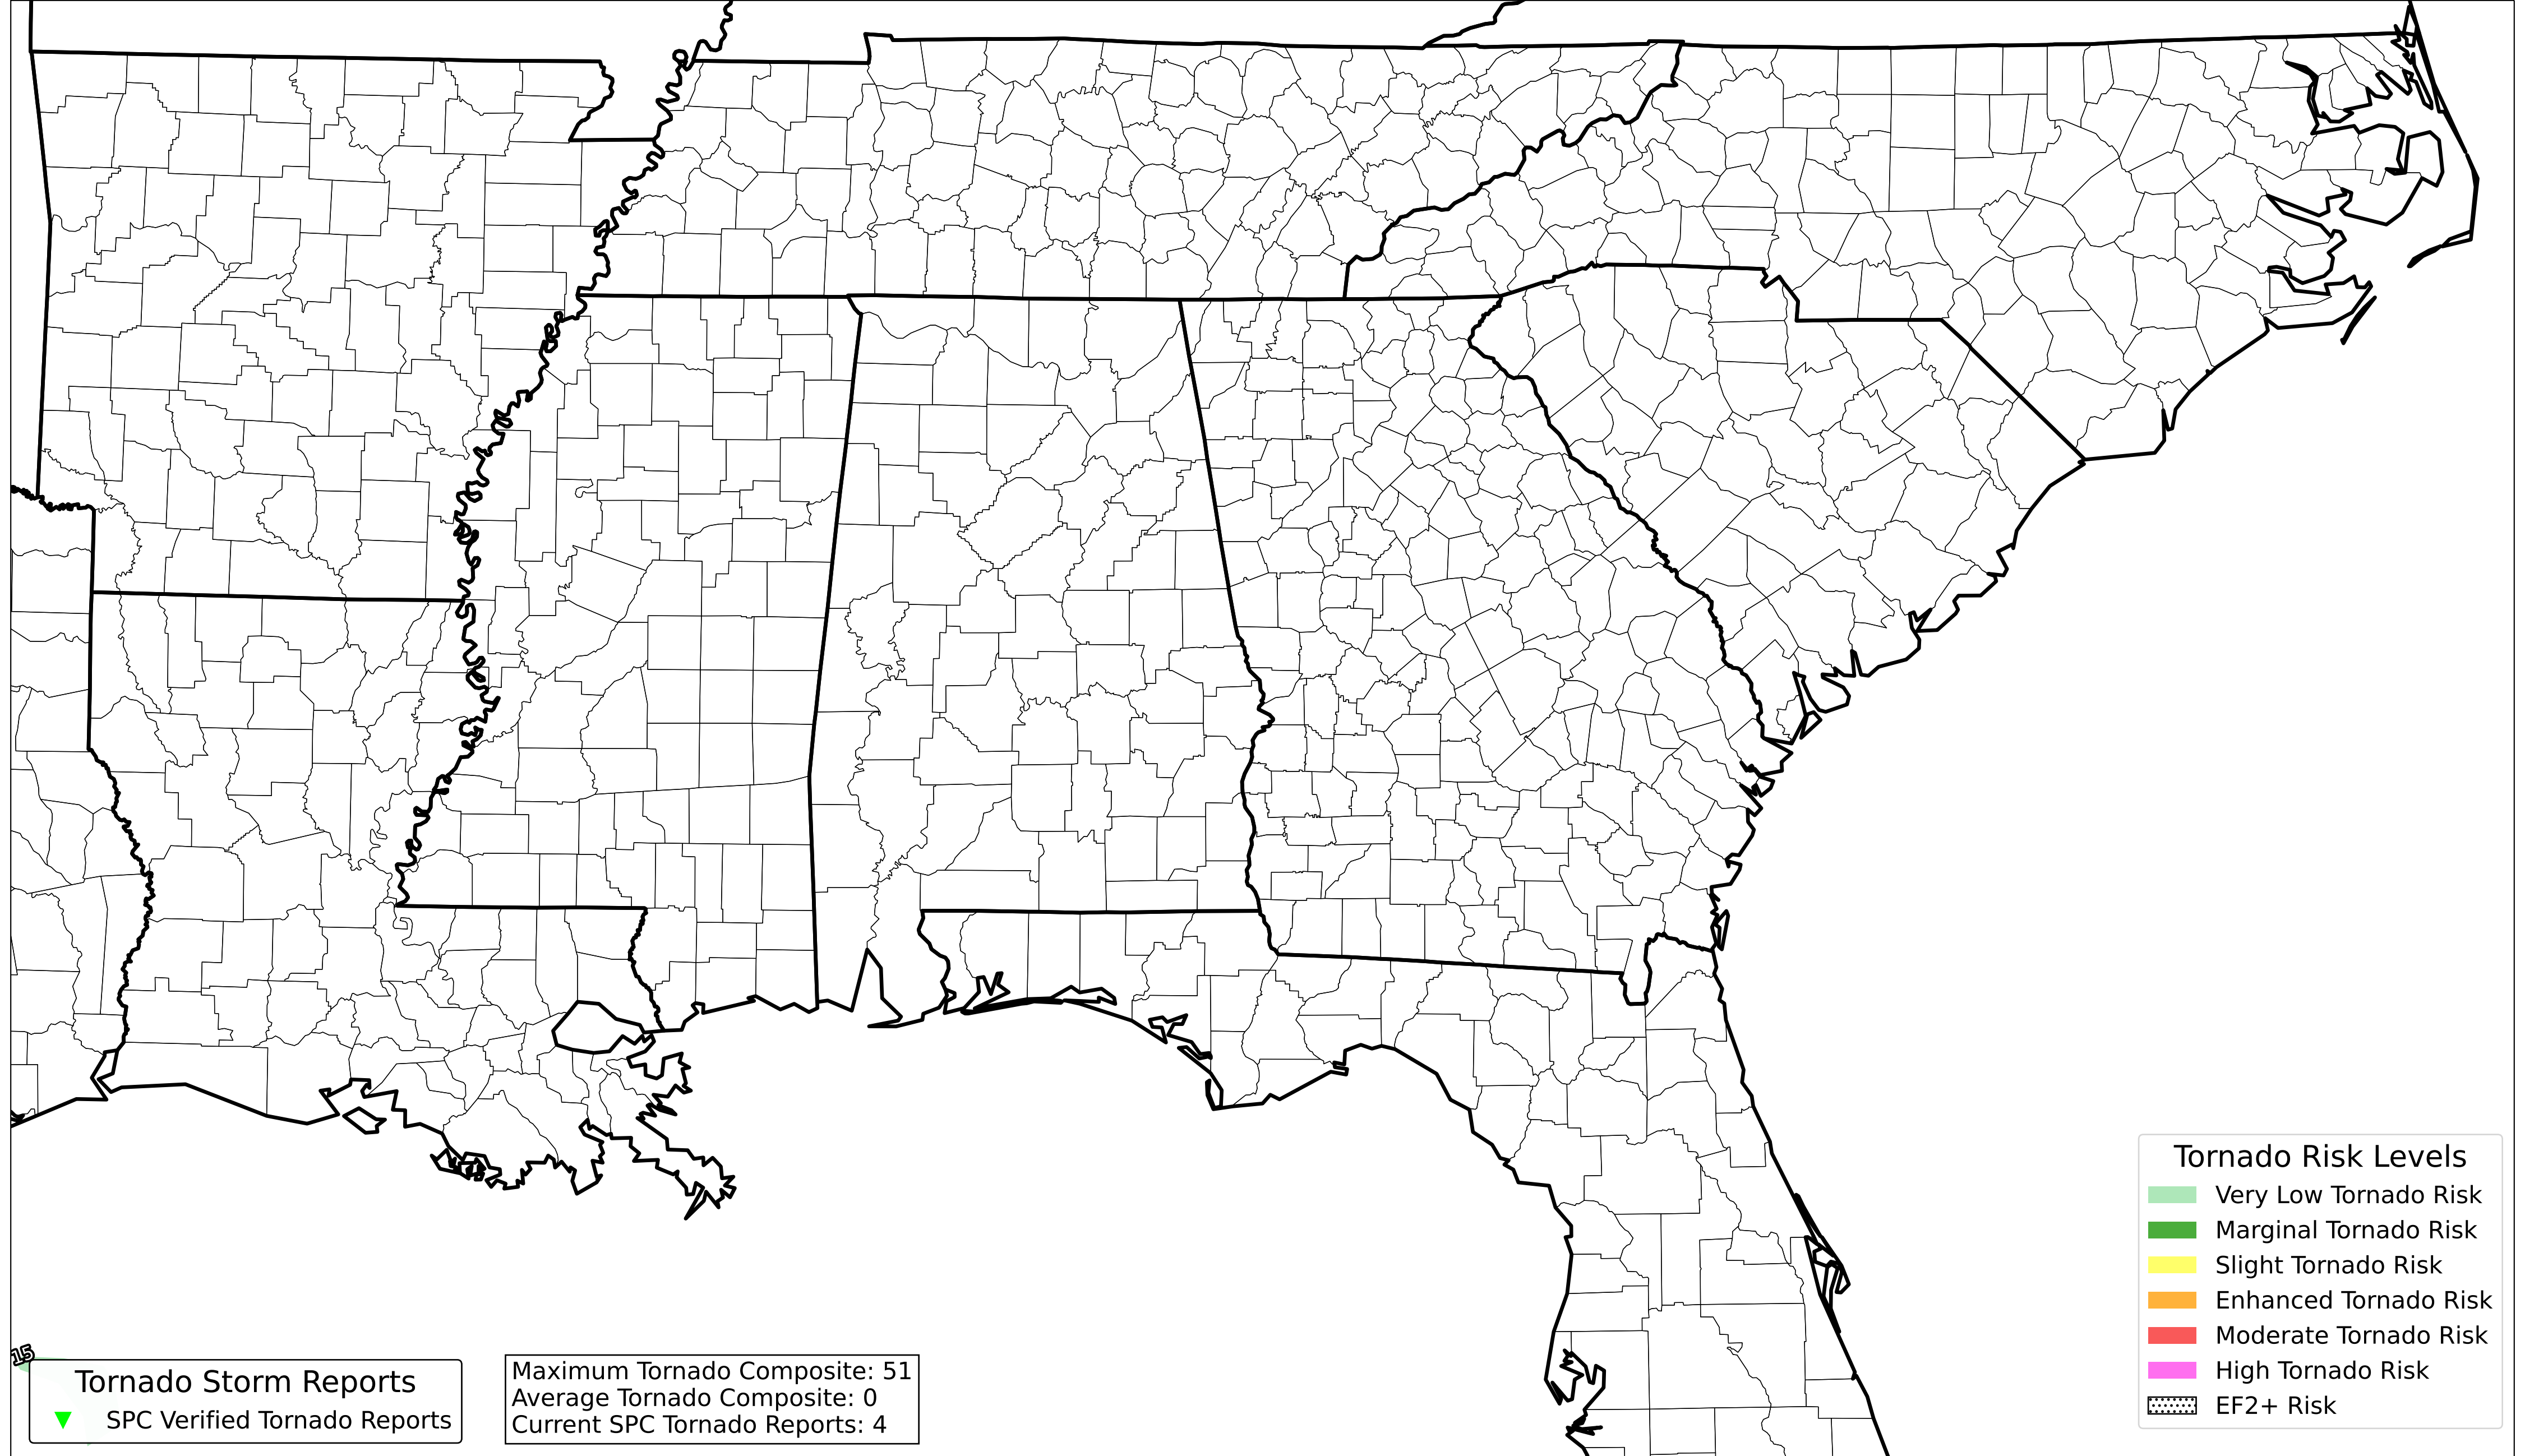 15
Tornado Storm Reports
SPC Verified Tornado Reports
Maximum Tornado Composite: 51
Average Tornado Composite: 0
Current SPC Tornado Reports: 4
Tornado Risk Levels
Very Low Tornado Risk
Marginal Tornado Risk
Slight Tornado Risk
Enhanced Tornado Risk
Moderate Tornado Risk
High Tornado Risk
EF2+ Risk